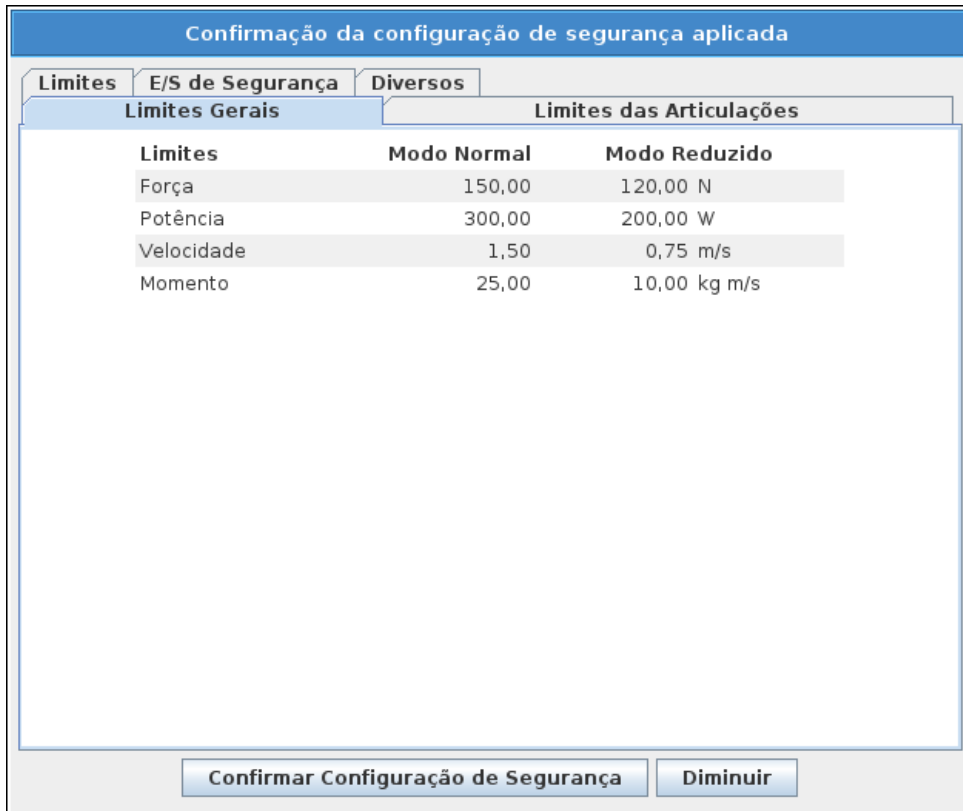 Confirmação da configuração de segurança aplicada
Limites E/S de Segurança Diversos
Limites Gerais Limites das Articulações
Limites Modo Normal Modo Reduzido
Força 150,00 120,00 N
Potência 300,00 200,00 W
Velocidade 1,50 0,75 m/s
Momento 25,00 10,00 kg m/s
Confirmar Configuração de Segurança Diminuir